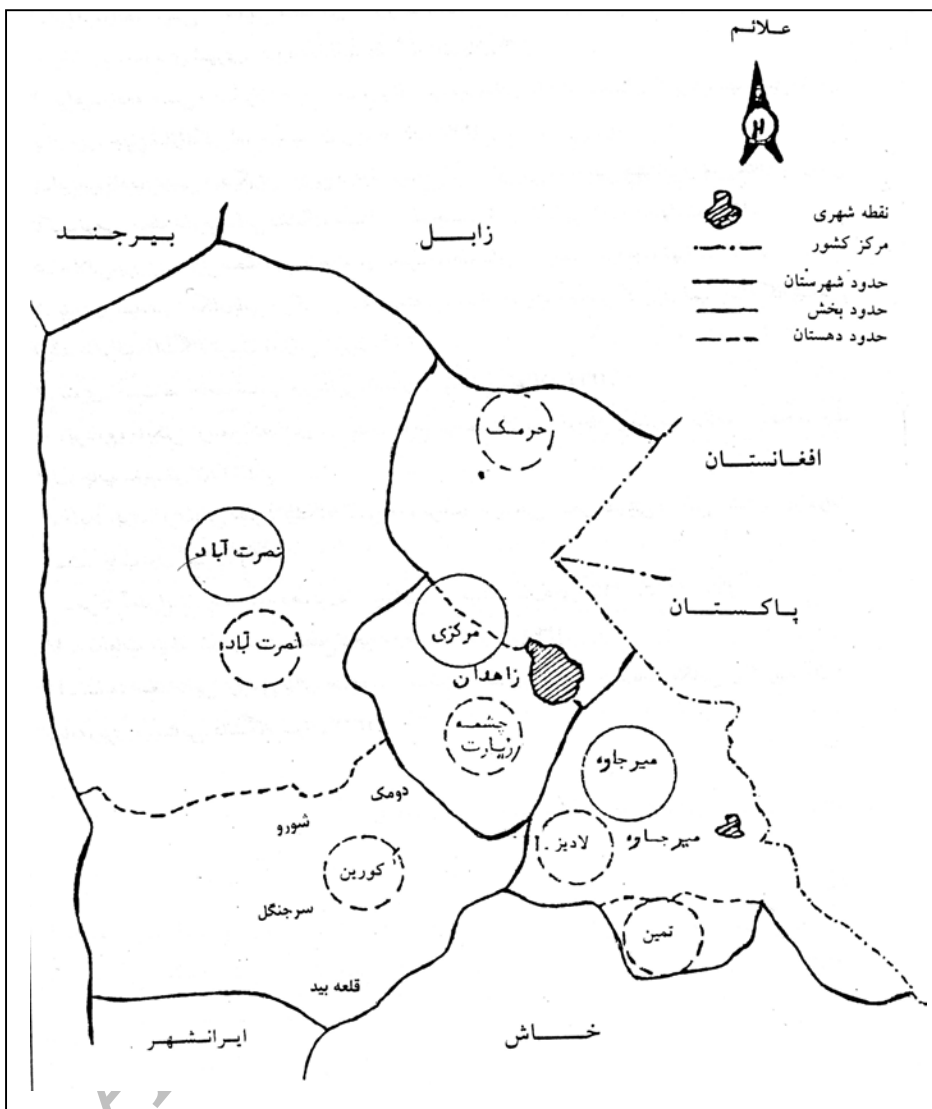 علائم
نقطه شهری
مرکز کشور
حدود شهرستان
حدود بخش
حدود دهستان
بیرجند
زابل
حرمک
افغانستان
نصرت آباد
پاکستان
مرکزی
نصرت آباد
زاهدان
چشمه
زیارت
میرجاوه
دومک
شورو
میرجاوه
لادیز
کورین
سرجنگل
تمین
قلعه بید
ایرانشهر
خاش